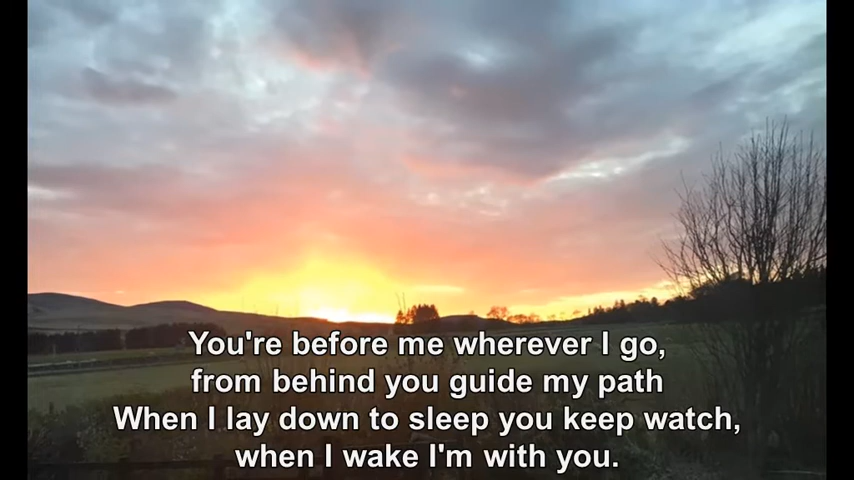 You're before me wherever I go,
from behind you guide my path
When I lay down to sleep you keep watch,
when I wake I'm with you.